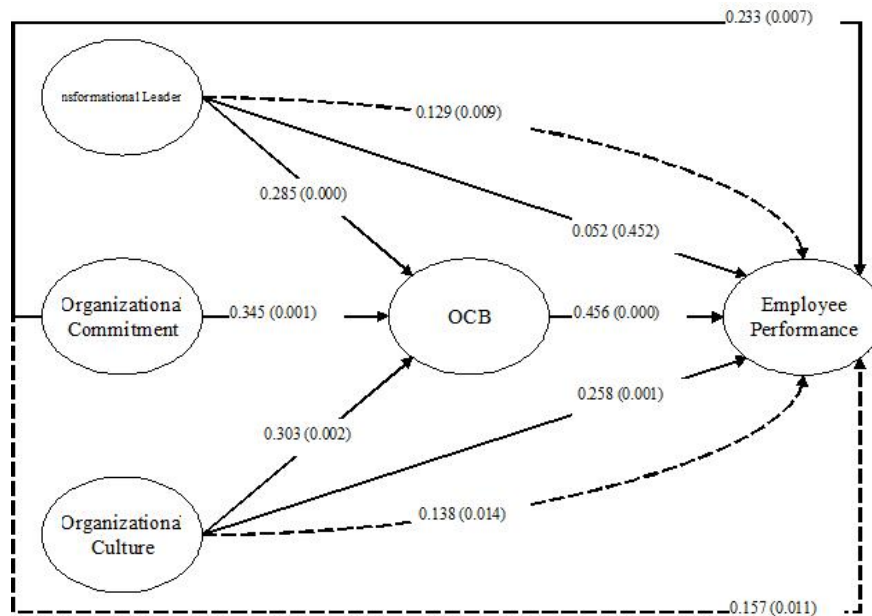 0.233 (0.007)
nsformational Leader
0.129 (0.009)
0.285 (0.000)
0.052 (0.452)
Organizational
Commitment
0.345 (0.001)
OCB
0.456 (0.000)
Employee
Performance
0.258 (0.001)
0.303 (0.002)
0.138 (0.014)
Organizational
Culture
0.157 (0.011)